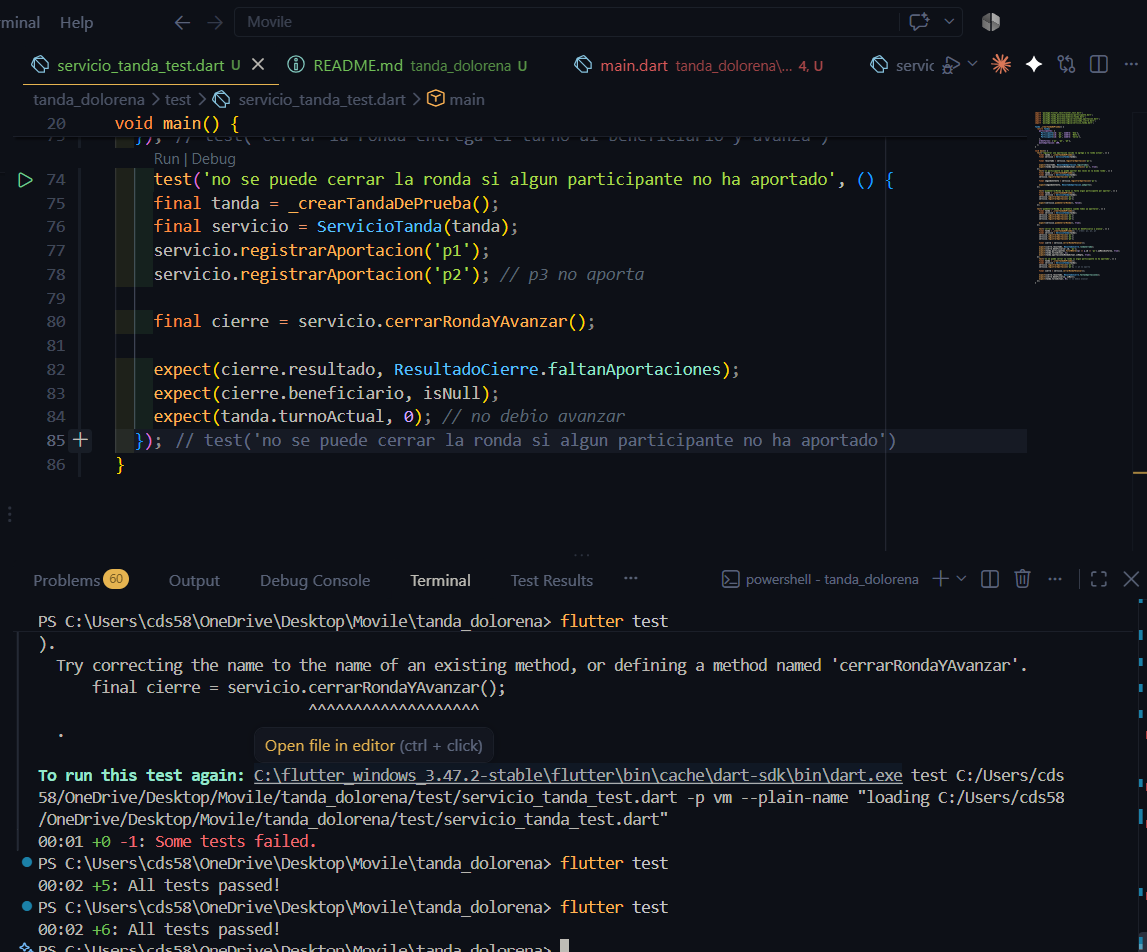 rminal Help Movile
servicio_tanda_test.dart U README.md tanda_dolorena U main.dart tanda_dolorena\... 4, U servic
tanda_dolorena > test > servicio_tanda_test.dart > main
20 void main() {
Run | Debug
74 test('no se puede cerrar la ronda si algun participante no ha aportado', () {
75 final tanda = _crearTandaDePrueba();
76 final servicio = ServicioTanda(tanda);
77 servicio.registrarAportacion('p1');
78 servicio.registrarAportacion('p2'); // p3 no aporta
79
80 final cierre = servicio.cerrarRondaYAvanzar();
81
82 expect(cierre.resultado, ResultadoCierre.faltanAportaciones);
83 expect(cierre.beneficiario, isNull);
84 expect(tanda.turnoActual, 0); // no debio avanzar
85 }); // test('no se puede cerrar la ronda si algun participante no ha aportado')
86 }
Problems 60 Output Debug Console Terminal Test Results ... powershell - tanda_dolorena
PS C:\Users\cds58\OneDrive\Desktop\Movile\tanda_dolorena> flutter test
).
Try correcting the name to the name of an existing method, or defining a method named 'cerrarRondaYAvanzar'.
final cierre = servicio.cerrarRondaYAvanzar();
^^^^^^^^^^^^^^^^^^^
.
Open file in editor (ctrl + click)
To run this test again: C:\flutter_windows_3.47.2-stable\flutter\bin\cache\dart-sdk\bin\dart.exe test C:/Users/cds
58/OneDrive/Desktop/Movile/tanda_dolorena/test/servicio_tanda_test.dart -p vm --plain-name "loading C:/Users/cds58
/OneDrive/Desktop/Movile/tanda_dolorena/test/servicio_tanda_test.dart"
00:01 +0 -1: Some tests failed.
PS C:\Users\cds58\OneDrive\Desktop\Movile\tanda_dolorena> flutter test
00:02 +5: All tests passed!
PS C:\Users\cds58\OneDrive\Desktop\Movile\tanda_dolorena> flutter test
00:02 +6: All tests passed!
PS C:\Users\cds58\OneDrive\Desktop\Movile\tanda_dolorena>